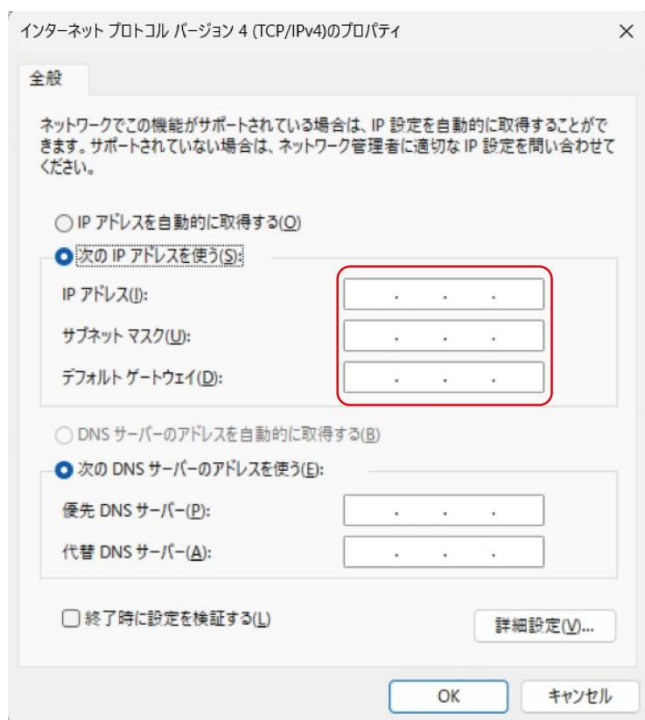 インターネット プロトコル バージョン 4 (TCP/IPv4)のプロパティ
全般
ネットワークでこの機能がサポートされている場合は、IP 設定を自動的に取得することがで
きます。サポートされていない場合は、ネットワーク管理者に適切な IP 設定を問い合わせて
ください。
IP アドレスを自動的に取得する(O)
次の IP アドレスを使う(S):
IP アドレス(I): . . .
サブネット マスク(U): . . .
デフォルト ゲートウェイ(D): . . .
DNS サーバーのアドレスを自動的に取得する(B)
次の DNS サーバーのアドレスを使う(E):
優先 DNS サーバー(P): . . .
代替 DNS サーバー(A): . . .
終了時に設定を検証する(L)
詳細設定(V)...
OK キャンセル